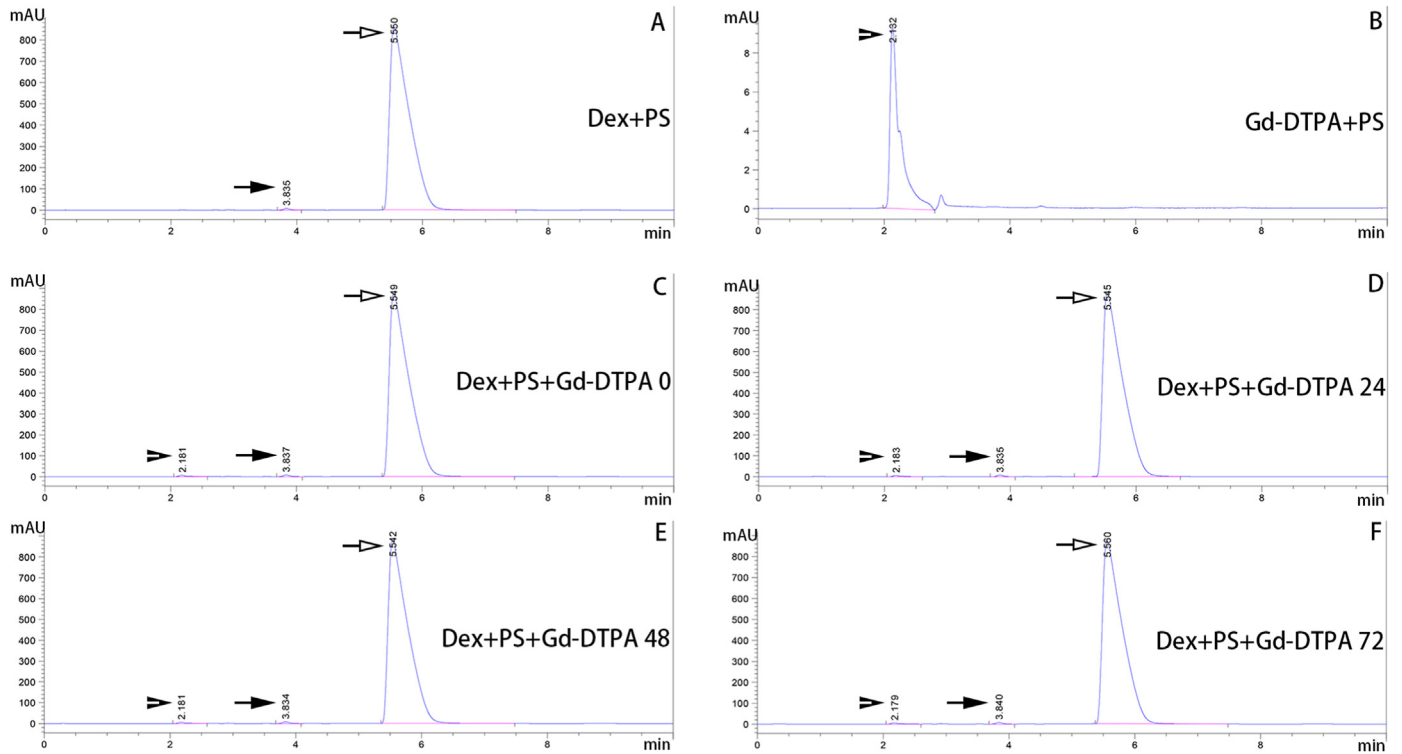 mAU
A
800
700
600
500
400
300
200
100
0
5.550
3.835
Dex+PS
0 2 4 6 8 min
mAU
B
8
6
4
2
0
2.132
Gd-DTPA+PS
0 2 4 6 8 min
mAU
C
800
700
600
500
400
300
200
100
0
5.549
Dex+PS+Gd-DTPA 0
2.181
3.837
0 2 4 6 8 min
mAU
D
800
700
600
500
400
300
200
100
0
5.545
Dex+PS+Gd-DTPA 24
2.183
3.835
0 2 4 6 8 min
mAU
E
800
700
600
500
400
300
200
100
0
5.542
Dex+PS+Gd-DTPA 48
2.181
3.834
0 2 4 6 8 min
mAU
F
800
700
600
500
400
300
200
100
0
5.560
Dex+PS+Gd-DTPA 72
2.179
3.840
0 2 4 6 8 min